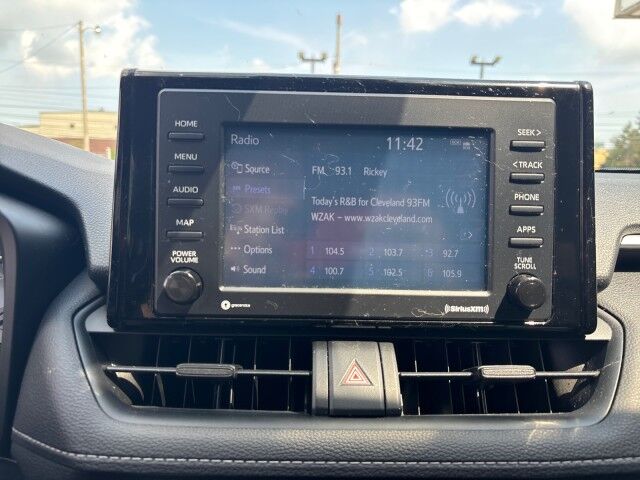 HOME
MENU
AUDIO
MAP
POWER
VOLUME
Radio
11:42
Source
Presets
SXM Replay
Station List
Options
Sound
FM 93.1 Rickey
Today's R&B for Cleveland 93FM
WZAK – www.wzakcleveland.com
1 104.5 2 103.7 3 92.7
4 100.7 5 102.5 6 105.9
SEEK >
< TRACK
PHONE
APPS
TUNE
SCROLL
gracenote
((SiriusXM))